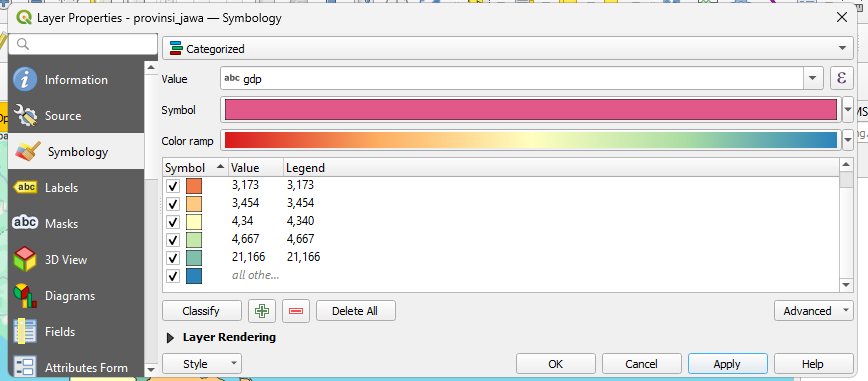 Layer Properties - provinsi_jawa — Symbology
Categorized
Information
Value abc gdp ε
Source
Symbol
Symbology
Color ramp
Symbol Value Legend
Labels
3,173 3,173
3,454 3,454
Masks
4,34 4,340
4,667 4,667
3D View
21,166 21,166
all othe...
Diagrams
Classify Delete All Advanced
Fields
Layer Rendering
Attributes Form
Style OK Cancel Apply Help
abc
abc
MS